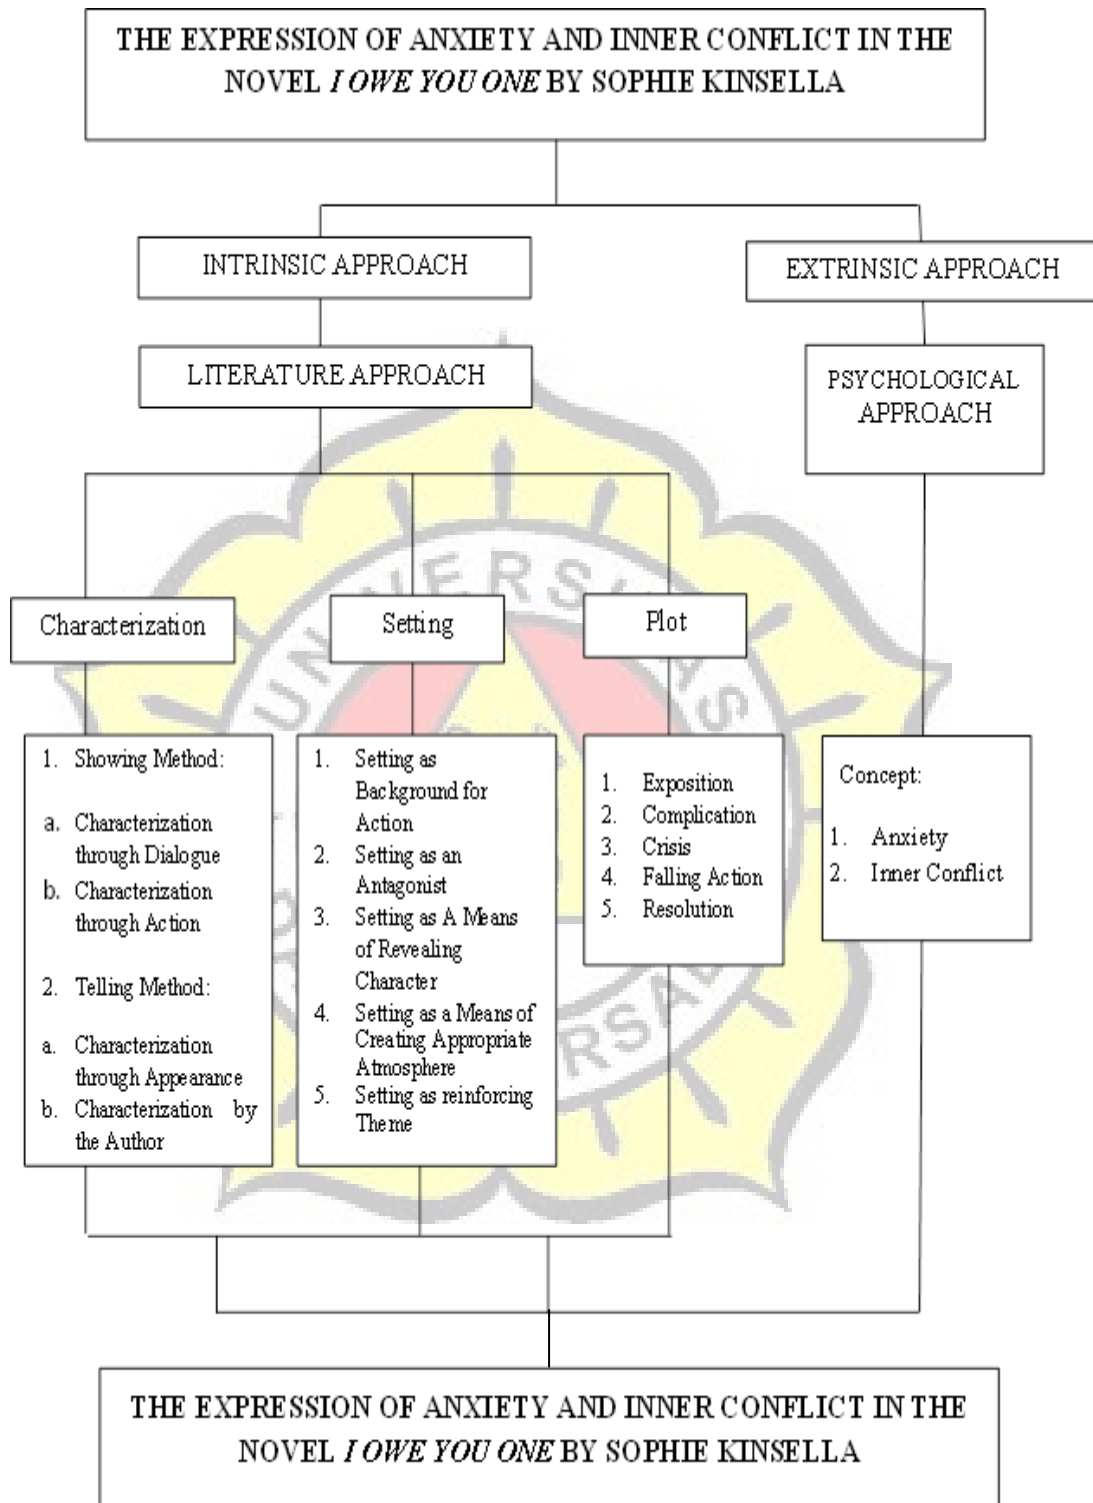 THE EXPRESSION OF ANXIETY AND INNER CONFLICT IN THE
NOVEL I OWE YOU ONE BY SOPHIE KINSELLA
INTRINSIC APPROACH
EXTRINSIC APPROACH
LITERATURE APPROACH
PSYCHOLOGICAL
APPROACH
Characterization
Setting
Plot
1. Showing Method:
a. Characterization
through Dialogue
b. Characterization
through Action
2. Telling Method:
a. Characterization
through Appearance
b. Characterization by
the Author
1. Setting as
Background for
Action
2. Setting as an
Antagonist
3. Setting as A Means
of Revealing
Character
4. Setting as a Means of
Creating Appropriate
Atmosphere
5. Setting as reinforcing
Theme
1. Exposition
2. Complication
3. Crisis
4. Falling Action
5. Resolution
Concept:
1. Anxiety
2. Inner Conflict
THE EXPRESSION OF ANXIETY AND INNER CONFLICT IN THE
NOVEL I OWE YOU ONE BY SOPHIE KINSELLA